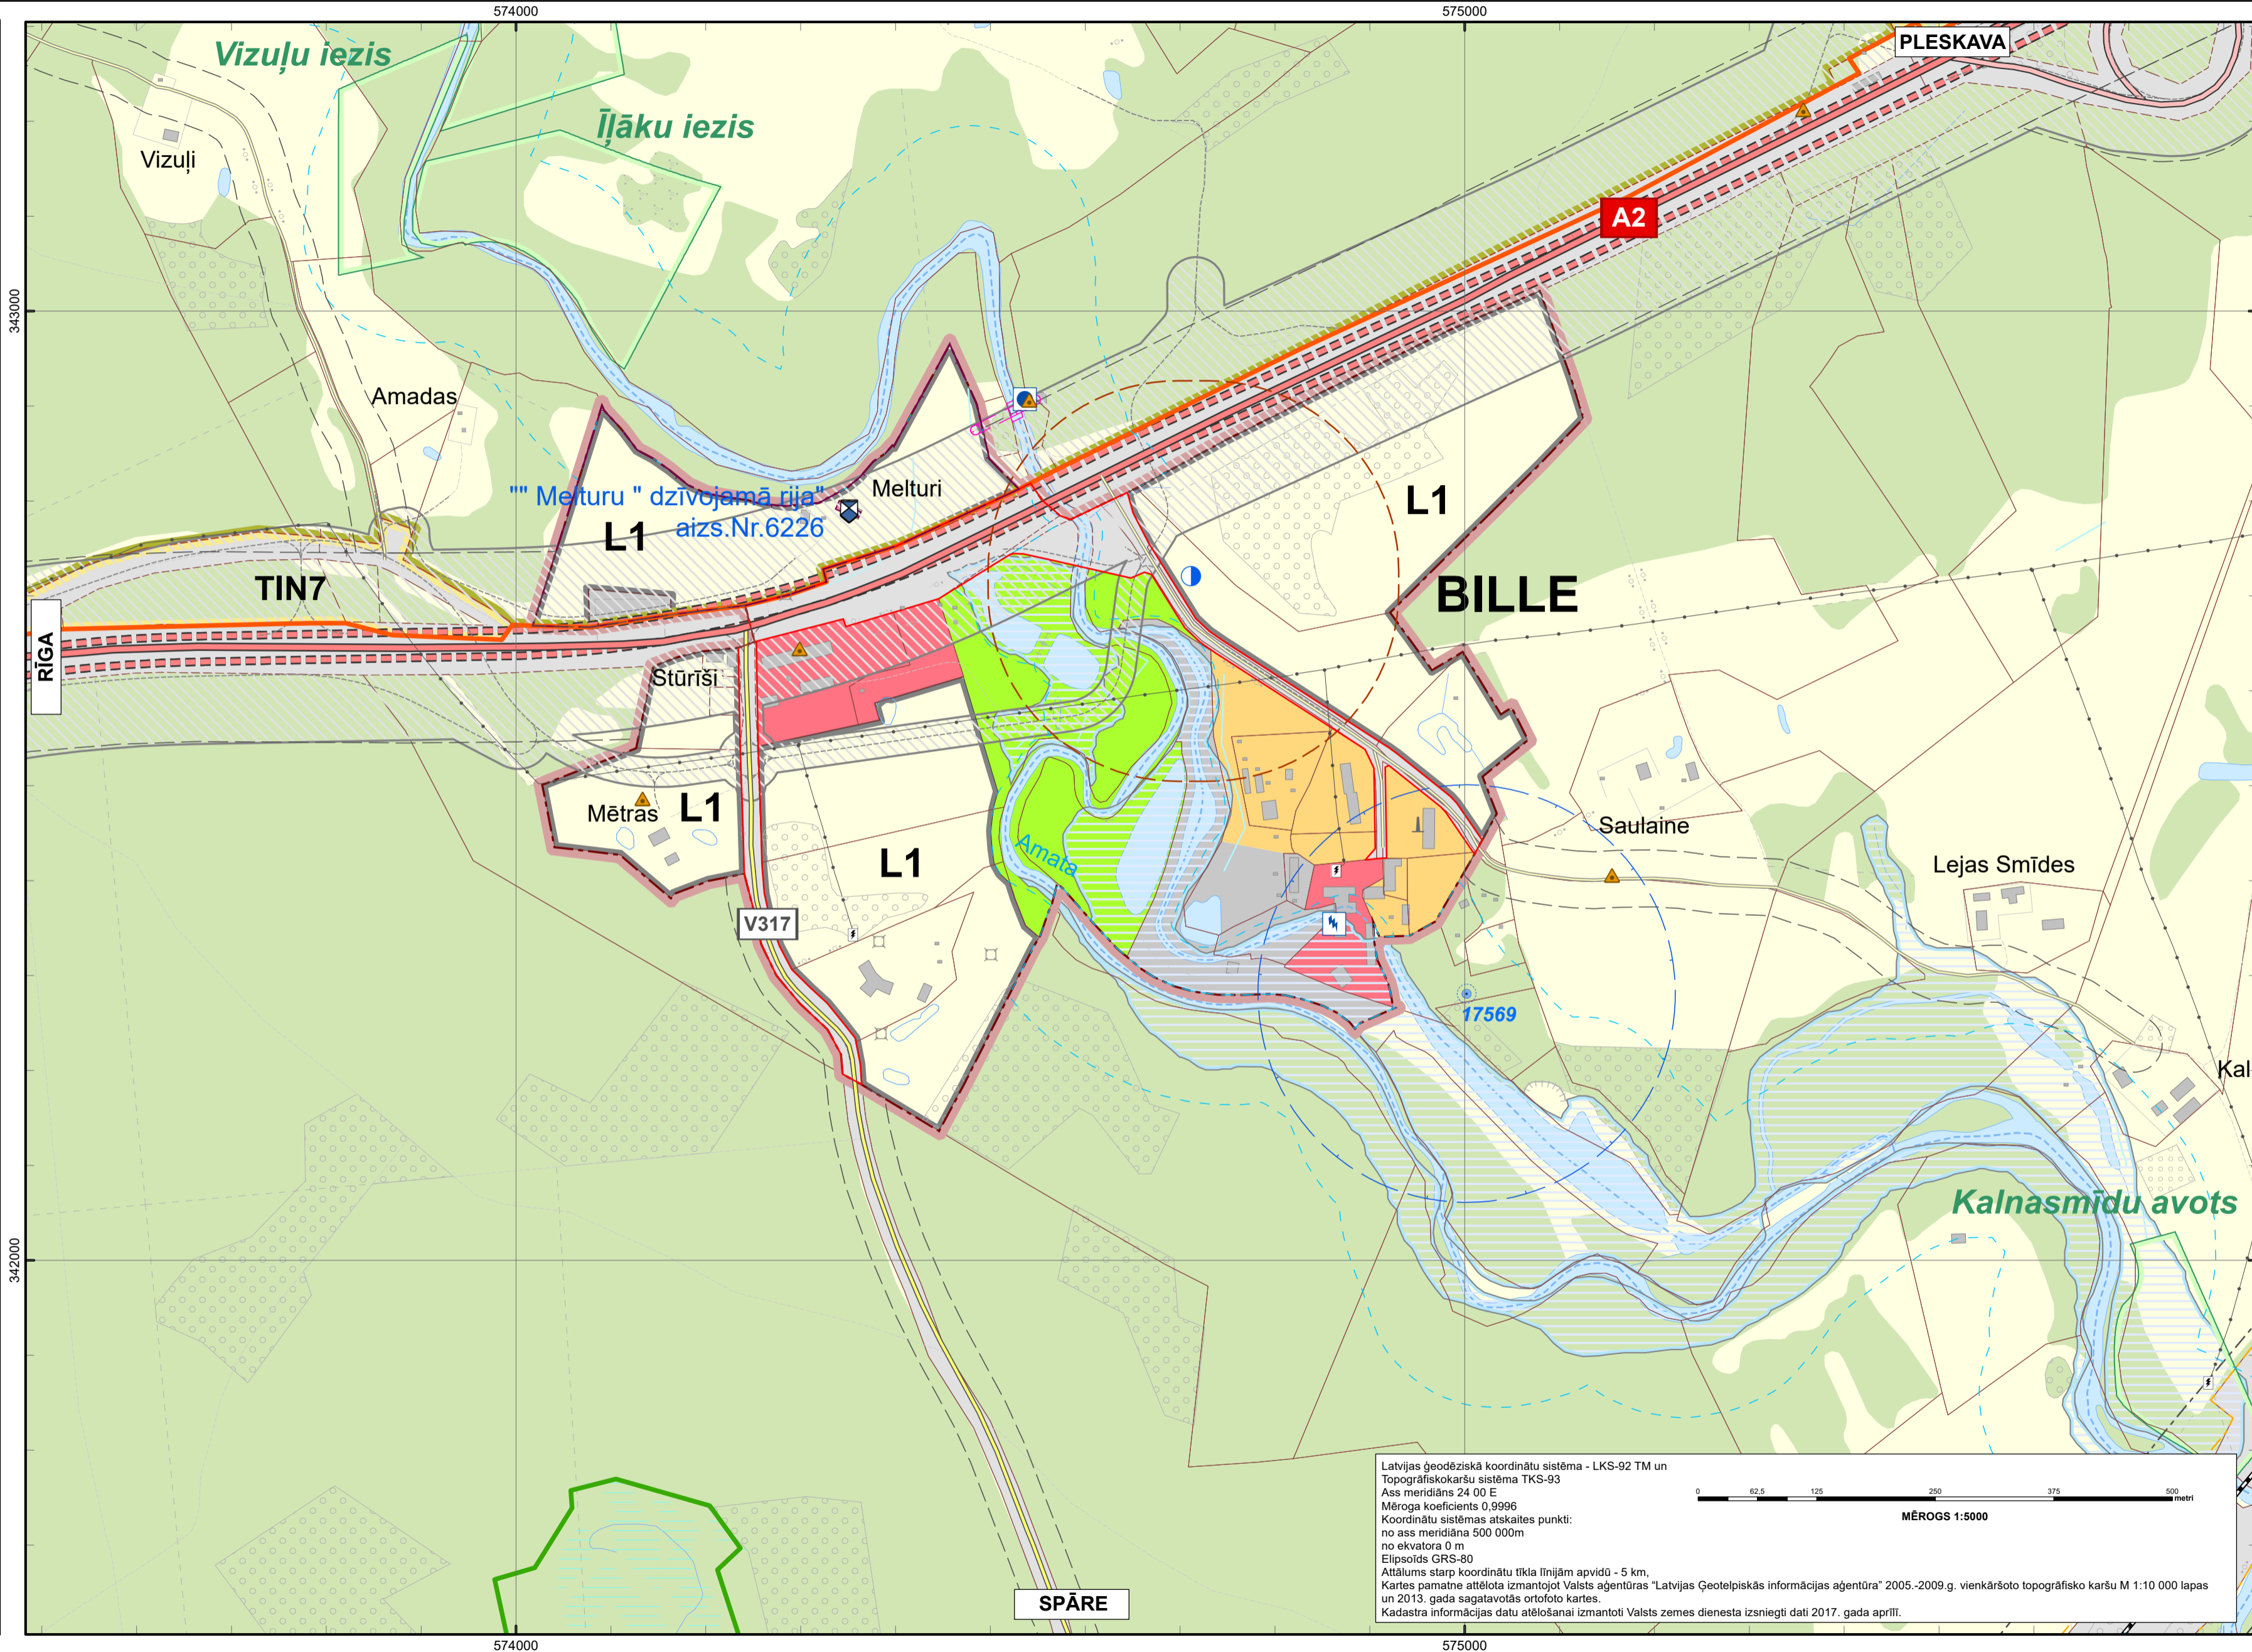 574000
575000
PLESKAVA
Vizuļu iezis
Īļāku iezis
Vizuļi
A2
343000
Amadas
Melturi
"" Melturu " dzīvojamā rija"
aizs.Nr.6226
L1
L1
TIN7
BILLE
RĪGA
Stūrīši
Mētras
L1
L1
Amata
Saulaine
Lejas Smīdes
V317
17569
Kal
Kalnasmīdu avots
342000
SPĀRE
Latvijas ģeodēziskā koordinātu sistēma - LKS-92 TM un
Topogrāfiskokaršu sistēma TKS-93
Ass meridiāns 24 00 E
Mēroga koeficients 0,9996
Koordinātu sistēmas atskaites punkti:
no ass meridiāna 500 000m
no ekvatora 0 m
Elipsoīds GRS-80
Attālums starp koordinātu tīkla līnijām apvidū - 5 km,
Kartes pamatne attēlota izmantojot Valsts aģentūras “Latvijas Ģeotelpiskās informācijas aģentūra” 2005.-2009.g. vienkāršoto topogrāfisko karšu M 1:10 000 lapas
un 2013. gada sagatavotās ortofoto kartes.
Kadastra informācijas datu atēlošanai izmantoti Valsts zemes dienesta izsniegti dati 2017. gada aprīlī.
0 62,5 125 250 375 500
metri
MĒROGS 1:5000
574000
575000